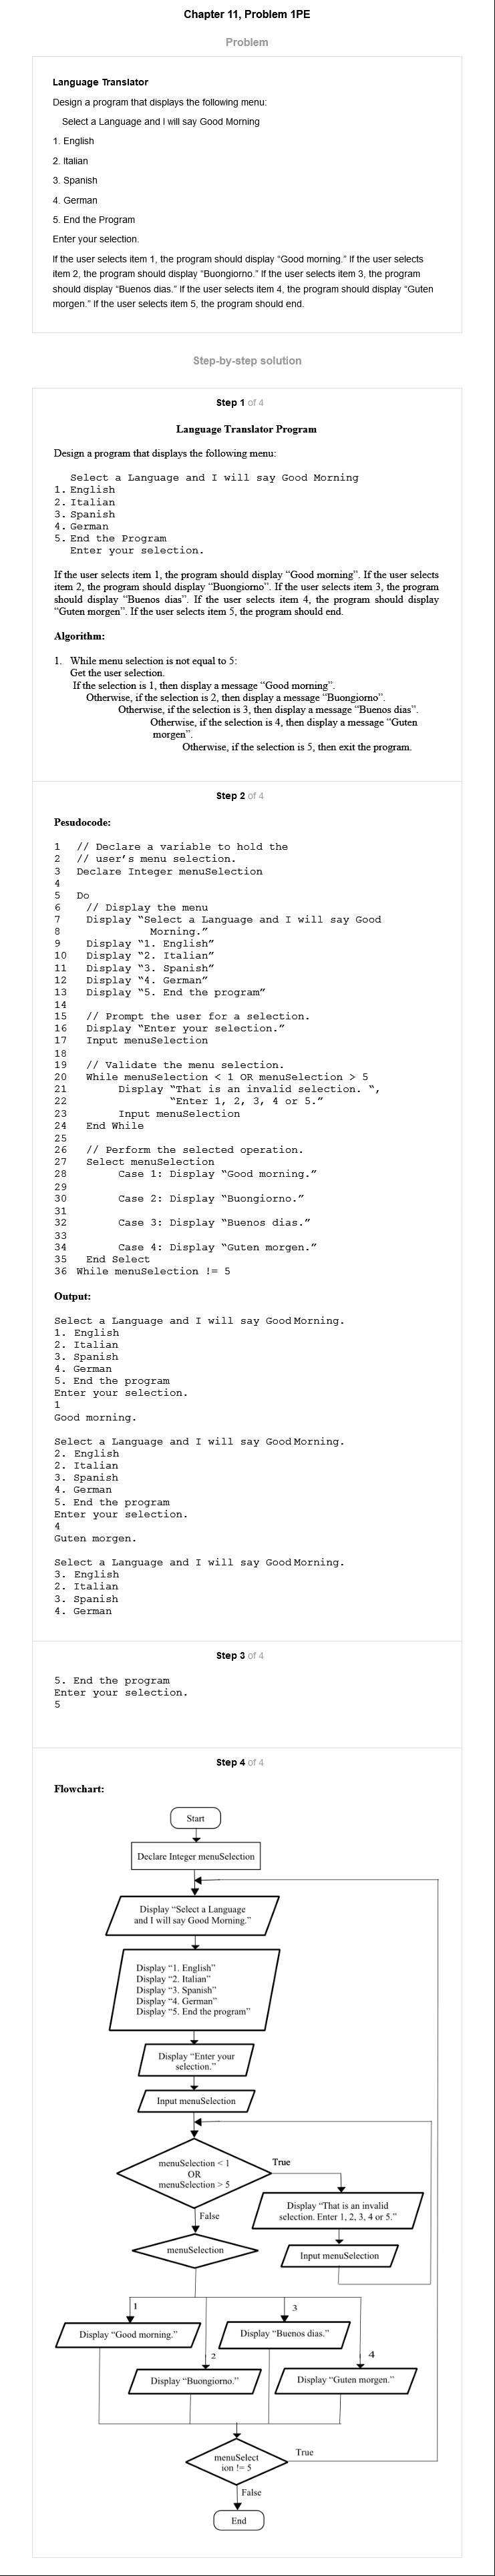 Chapter 11, Problem 1PE
Problem
Language Translator
Design a program that displays the following menu:
Select a Language and I will say Good Morning
1. English
2. Italian
3. Spanish
4. German
5. End the Program
Enter your selection.
If the user selects item 1, the program should display “Good morning.” If the user selects
item 2, the program should display “Buongiorno.” If the user selects item 3, the program
should display “Buenos dias.” If the user selects item 4, the program should display “Guten
morgen.” If the user selects item 5, the program should end.
Step-by-step solution
Step 1 of 4
Language Translator Program
Design a program that displays the following menu:
Select a Language and I will say Good Morning
1. English
2. Italian
3. Spanish
4. German
5. End the Program
Enter your selection.
If the user selects item 1, the program should display “Good morning”. If the user selects
item 2, the program should display “Buongiorno”. If the user selects item 3, the program
should display “Buenos dias”. If the user selects item 4, the program should display
“Guten morgen”. If the user selects item 5, the program should end.
Algorithm:
1. While menu selection is not equal to 5:
Get the user selection.
If the selection is 1, then display a message “Good morning”.
Otherwise, if the selection is 2, then display a message “Buongiorno”.
Otherwise, if the selection is 3, then display a message “Buenos dias”.
Otherwise, if the selection is 4, then display a message “Guten
morgen”.
Otherwise, if the selection is 5, then exit the program.
Step 2 of 4
Pesudocode:
1 // Declare a variable to hold the
2 // user’s menu selection.
3 Declare Integer menuSelection
4
5 Do
6 // Display the menu
7 Display “Select a Language and I will say Good
8 Morning.”
9 Display “1. English”
10 Display “2. Italian”
11 Display “3. Spanish”
12 Display “4. German”
13 Display “5. End the program”
14
15 // Prompt the user for a selection.
16 Display “Enter your selection.”
17 Input menuSelection
18
19 // Validate the menu selection.
20 While menuSelection < 1 OR menuSelection > 5
21 Display “That is an invalid selection. “,
22 “Enter 1, 2, 3, 4 or 5.”
23 Input menuSelection
24 End While
25
26 // Perform the selected operation.
27 Select menuSelection
28 Case 1: Display “Good morning.”
29
30 Case 2: Display “Buongiorno.”
31
32 Case 3: Display “Buenos dias.”
33
34 Case 4: Display “Guten morgen.”
35 End Select
36 While menuSelection != 5
Output:
Select a Language and I will say Good Morning.
1. English
2. Italian
3. Spanish
4. German
5. End the program
Enter your selection.
1
Good morning.
Select a Language and I will say Good Morning.
2. English
2. Italian
3. Spanish
4. German
5. End the program
Enter your selection.
4
Guten morgen.
Select a Language and I will say Good Morning.
3. English
2. Italian
3. Spanish
4. German
Step 3 of 4
5. End the program
Enter your selection.
5
Step 4 of 4
Flowchart:
Start
Declare Integer menuSelection
Display “Select a Language
and I will say Good Morning.”
Display “1. English”
Display “2. Italian”
Display “3. Spanish”
Display “4. German”
Display “5. End the program”
Display “Enter your
selection.”
Input menuSelection
menuSelection < 1
OR
menuSelection > 5
True
Display “That is an invalid
selection. Enter 1, 2, 3, 4 or 5.”
Input menuSelection
False
menuSelection
1
3
Display “Good morning.”
Display “Buenos dias.”
2
4
Display “Buongiorno.”
Display “Guten morgen.”
menuSelect
ion != 5
True
False
End